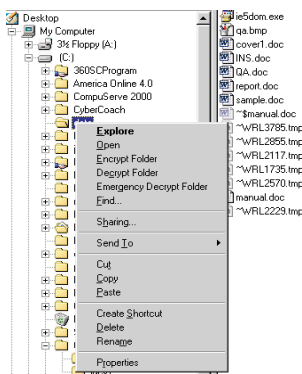 Desktop
My Computer
3½ Floppy (A:)
(C:)
360SCProgram
America Online 4.0
CompuServe 2000
CyberCoach
Explore
Open
Encrypt Folder
Decrypt Folder
Emergency Decrypt Folder
Find...
Sharing...
Send To
Cut
Copy
Paste
Create Shortcut
Delete
Rename
Properties
ie5dom.exe
qa.bmp
cover1.doc
INS.doc
QA.doc
report.doc
sample.doc
~$manual.doc
~WRL3785.tmp
~WRL2855.tmp
~WRL2117.tmp
~WRL1735.tmp
~WRL2570.tmp
manual.doc
~WRL2229.tmp